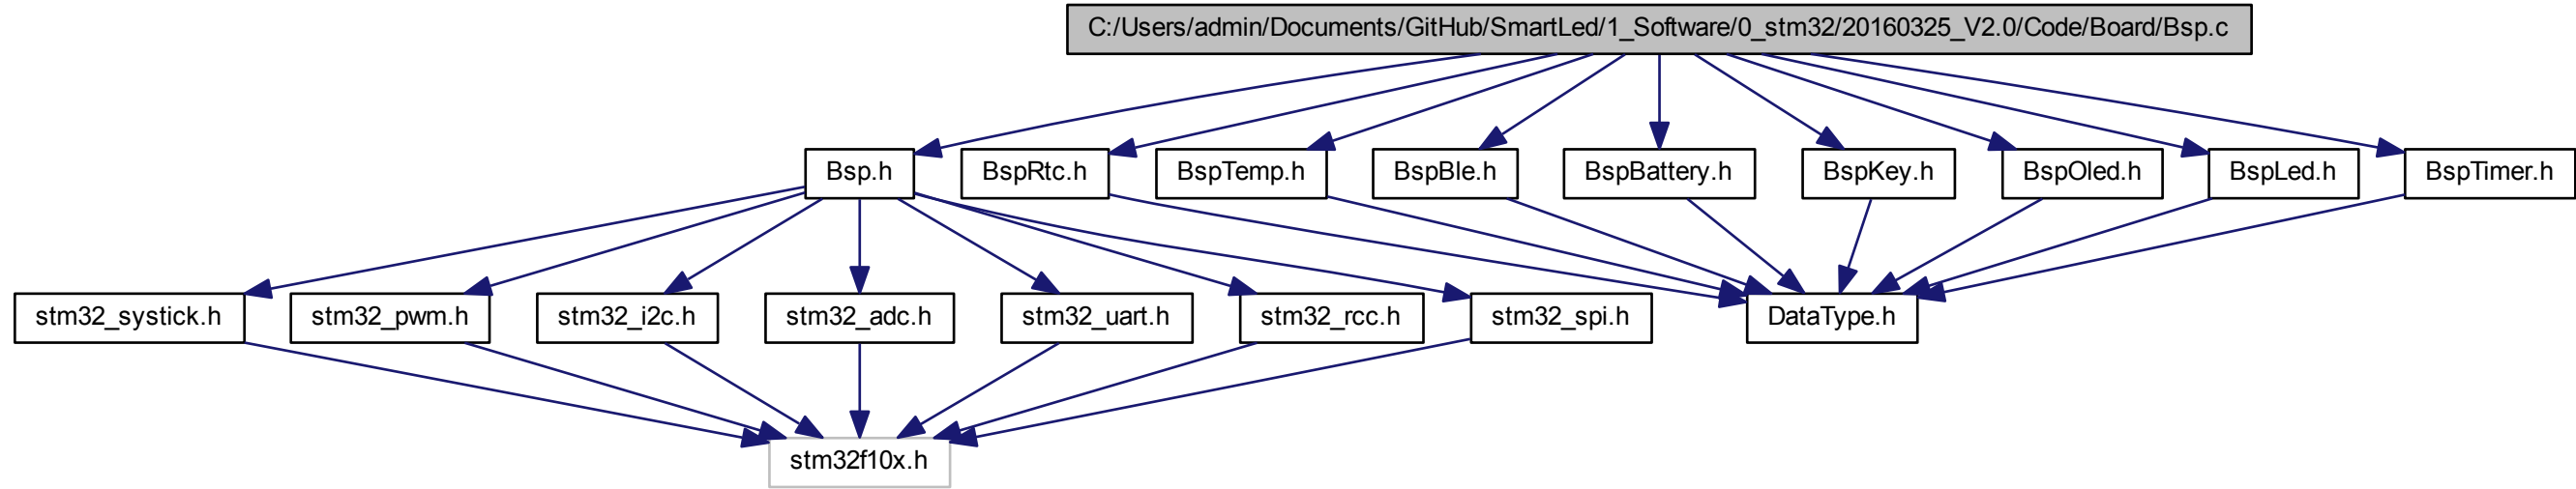 C:/Users/admin/Documents/GitHub/SmartLed/1_Software/0_stm32/20160325_V2.0/Code/Board/Bsp.c
Bsp.h
BspRtc.h
BspTemp.h
BspBle.h
BspBattery.h
BspKey.h
BspOled.h
BspLed.h
BspTimer.h
stm32_systick.h
stm32_pwm.h
stm32_i2c.h
stm32_adc.h
stm32_uart.h
stm32_rcc.h
stm32_spi.h
DataType.h
stm32f10x.h